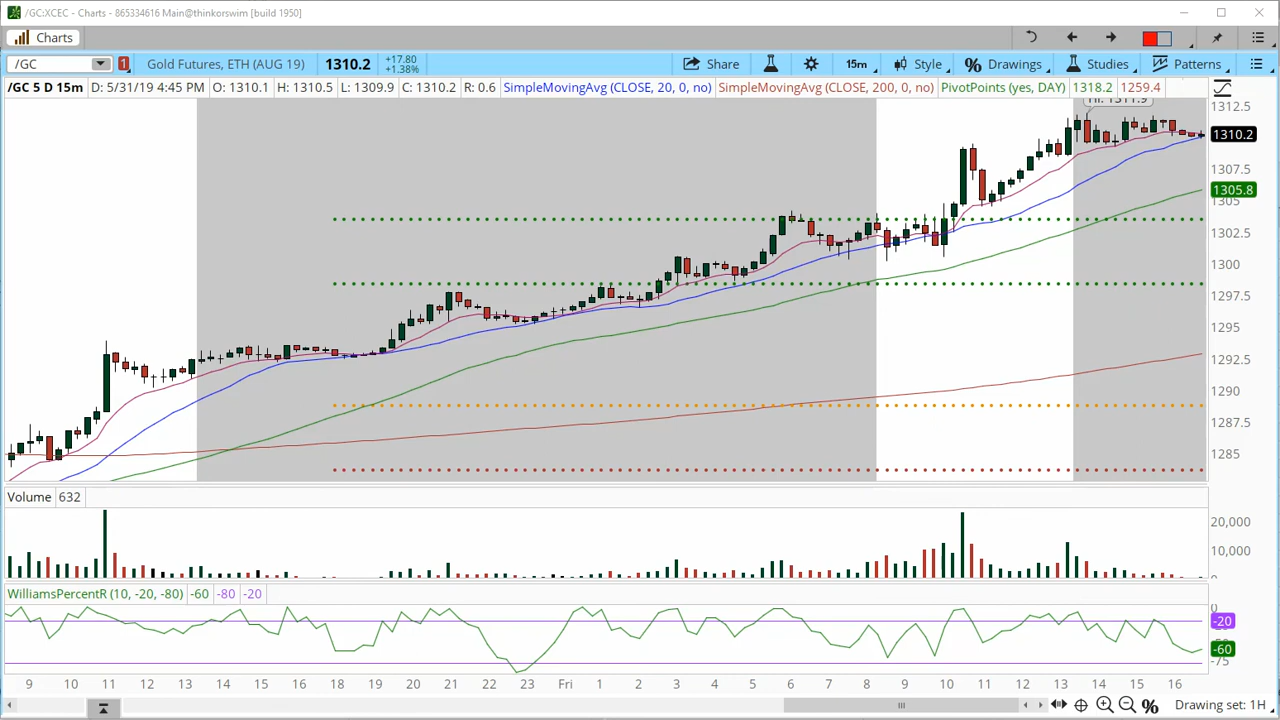 /GC:XCEC - Charts - 865334616 Main@thinkorswim [build 1950]
Charts
/GC 1 Gold Futures, ETH (AUG 19) 1310.2 +17.80 +1.38% Share 15m Style Drawings Studies Patterns
/GC 5 D 15m D: 5/31/19 4:45 PM O: 1310.1 H: 1310.5 L: 1309.9 C: 1310.2 R: 0.6 SimpleMovingAvg (CLOSE, 20, 0, no) SimpleMovingAvg (CLOSE, 200, 0, no) PivotPoints (yes, DAY) 1318.2 1259.4
Hi: 1311.9
1312.5
1310.2
1307.5
1305.8
1305
1302.5
1300
1297.5
1295
1292.5
1290
1287.5
1285
Volume 632
20,000
10,000
WilliamsPercentR (10, -20, -80) -60 -80 -20
0
-20
-60
-75
9 10 11 12 13 14 15 16 17 18 19 20 21 22 23 Fri 1 2 3 4 5 6 7 8 9 10 11 12 13 14 15 16
Drawing set: 1H